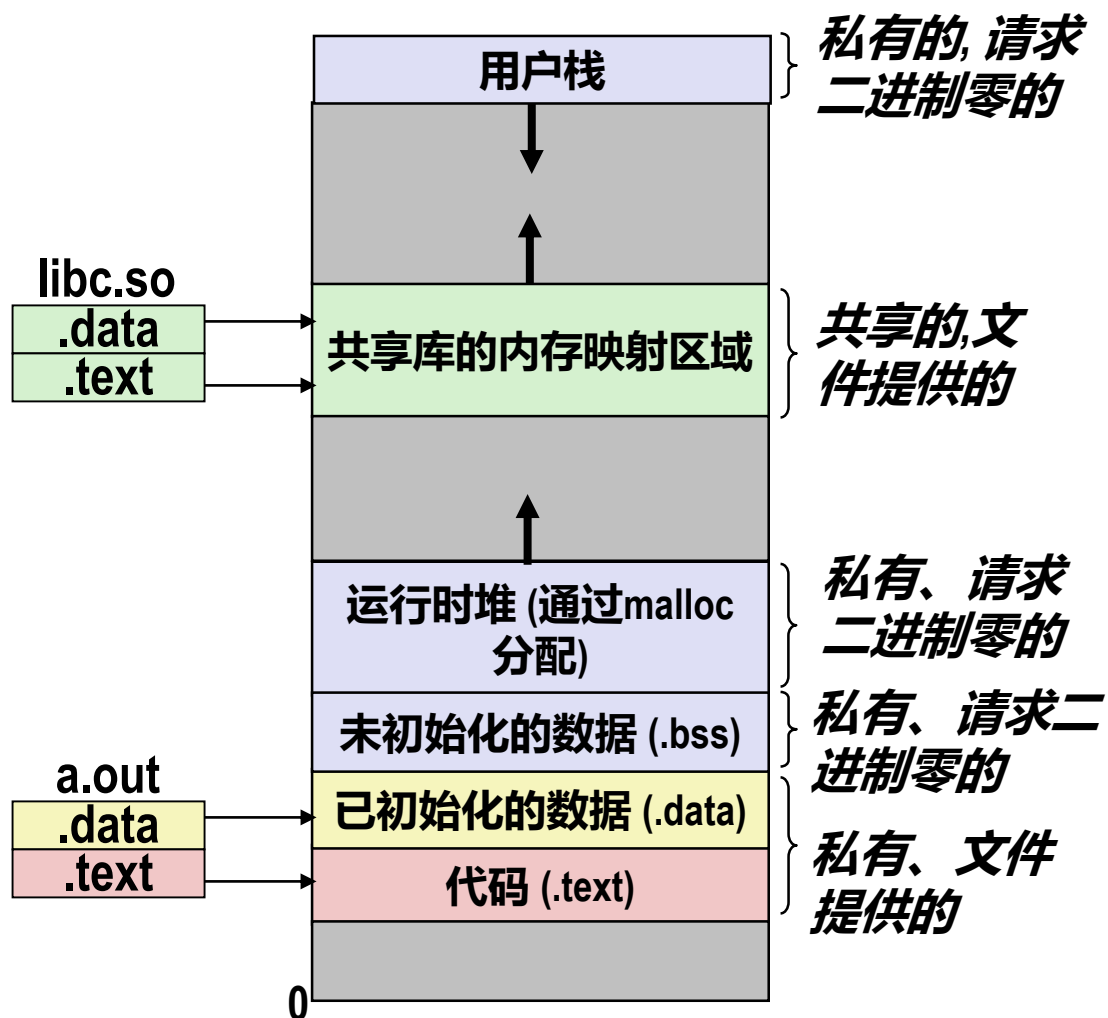 用户栈
私有的, 请求
二进制零的
libc.so
.data
.text
共享库的内存映射区域
共享的,文
件提供的
运行时堆 (通过malloc
分配)
私有、请求
二进制零的
未初始化的数据 (.bss)
私有、请求二
进制零的
a.out
.data
.text
已初始化的数据 (.data)
代码 (.text)
私有、文件
提供的
0